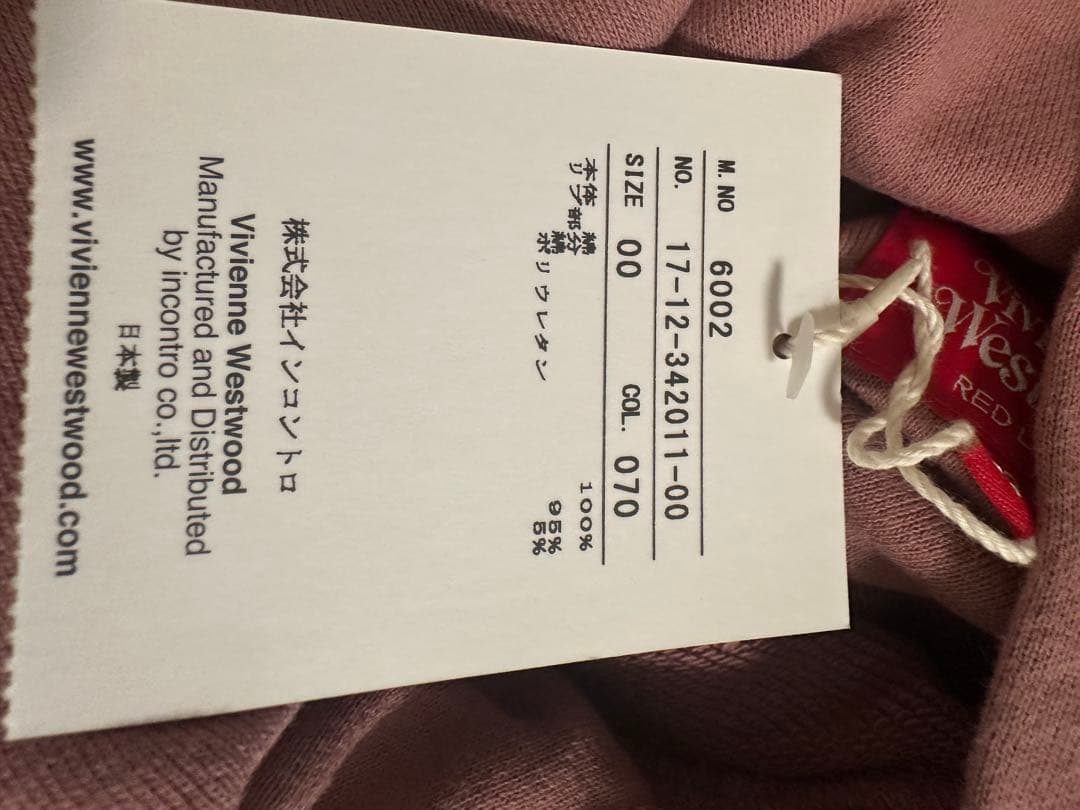 M.NO 6002
NO. 17-12-342011-00
SIZE 00 COL. 070
本体 綿 100%
リブ部分 綿 95%
ポリウレタン 5%
株式会社インコントロ
Vivienne Westwood
Manufactured and Distributed
by incontro co.,ltd.
日本製
www.viviennewestwood.com
RED